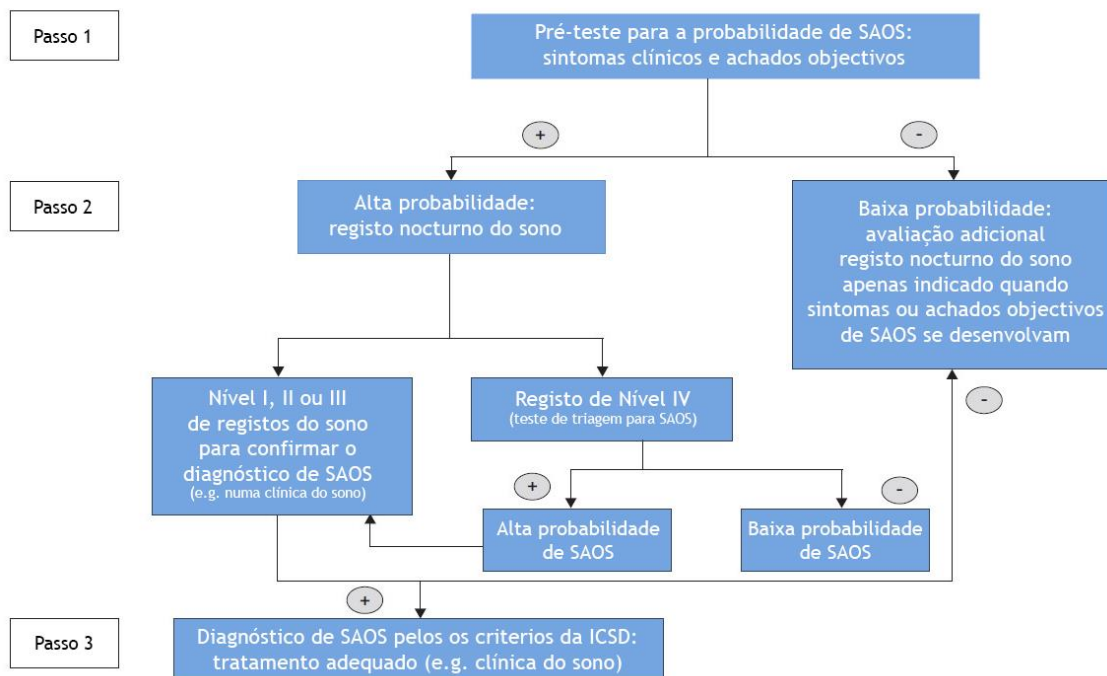 Passo 1
Pré-teste para a probabilidade de SAOS:
sintomas clínicos e achados objectivos
+
-
Passo 2
Alta probabilidade:
registo nocturno do sono
Baixa probabilidade:
avaliação adicional
registo nocturno do sono
apenas indicado quando
sintomas ou achados objectivos
de SAOS se desenvolvam
Nível I, II ou III
de registos do sono
para confirmar o
diagnóstico de SAOS
(e.g. numa clínica do sono)
Registo de Nível IV
(teste de triagem para SAOS)
-
+
-
Alta probabilidade
de SAOS
Baixa probabilidade
de SAOS
+
Passo 3
Diagnóstico de SAOS pelos os criterios da ICSD:
tratamento adequado (e.g. clínica do sono)